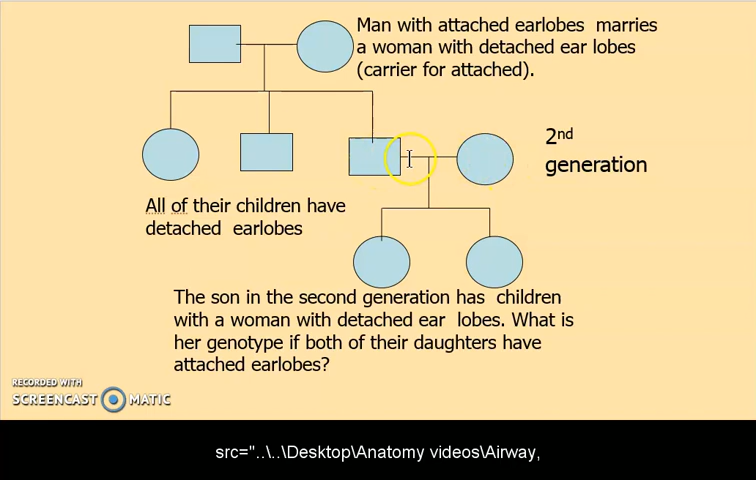 Man with attached earlobes marries
a woman with detached ear lobes
(carrier for attached).
2nd
generation
All of their children have
detached earlobes
The son in the second generation has children
with a woman with detached ear lobes. What is
her genotype if both of their daughters have
attached earlobes?
RECORDED WITH
SCREENCAST MATIC
src="..\..\Desktop\Anatomy videos\Airway,